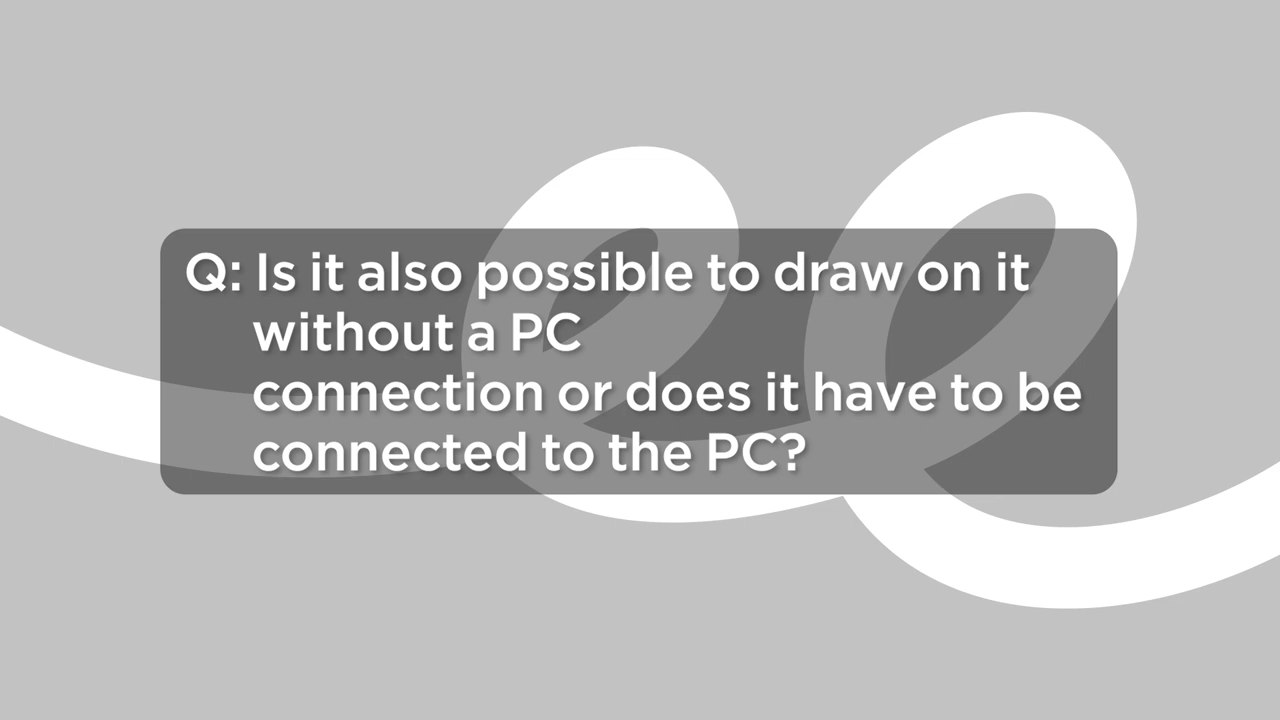 Q: Is it also possible to draw on it
without a PC
connection or does it have to be
connected to the PC?